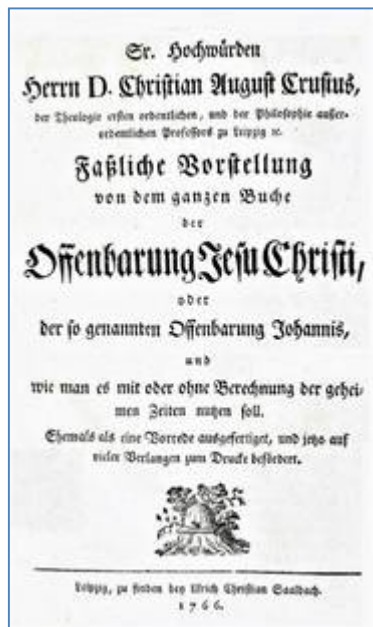 Sr. Hochwürden
Herrn D. Christian August Crusius,
der Theologie ersten ordentlichen, und der Philosophie außer-
ordentlichen Professors zu Leipzig ꝛc.
Faßliche Vorstellung
von dem ganzen Buche
der
Offenbarung Jesu Christi,
oder
der so genannten Offenbarung Johannis,
und
wie man es mit oder ohne Berechnung der gehei-
men Zeiten nutzen soll.
Ehemals als eine Vorrede ausgefertiget, und jetzo auf
vieler Verlangen zum Drucke befördert.
Leipzig, zu finden bey Ulrich Christian Saalbach.
1766.